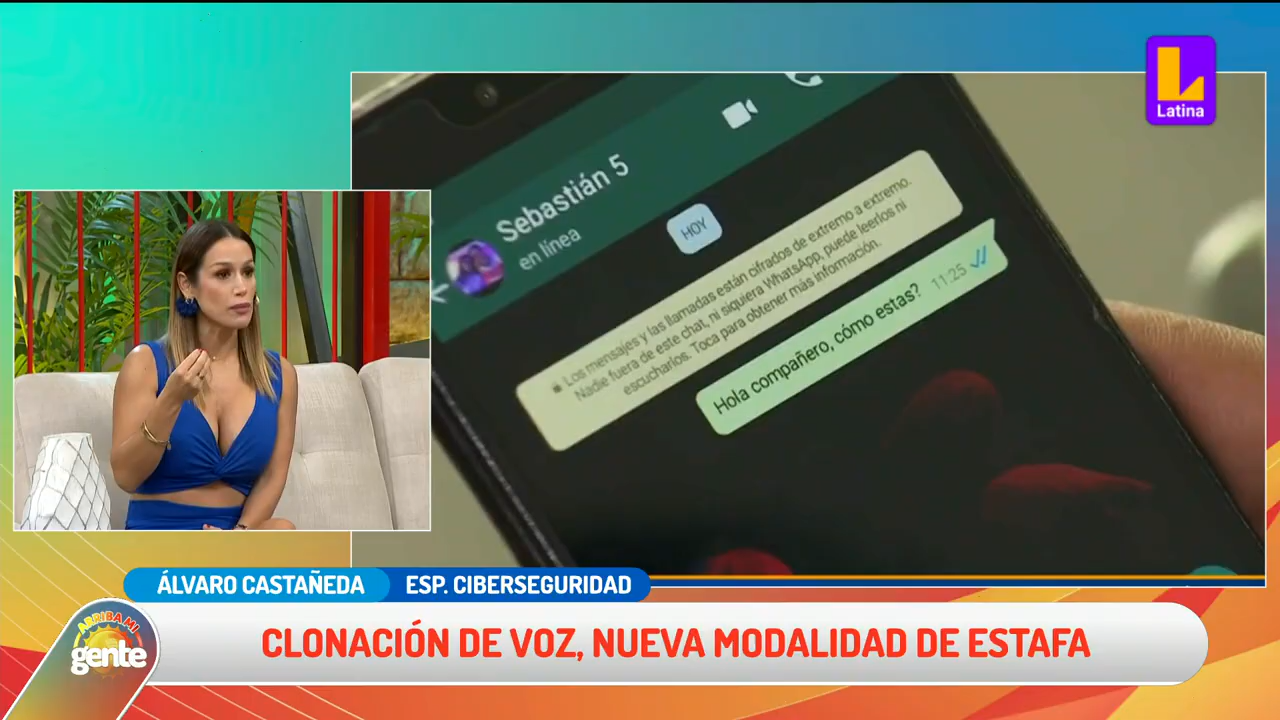 Latina
Sebastián 5
en línea
HOY
Los mensajes y las llamadas están cifrados de extremo a extremo.
Nadie fuera de este chat, ni siquiera WhatsApp, puede leerlos ni
escucharlos. Toca para obtener más información.
Hola compañero, cómo estas? 11:25
ÁLVARO CASTAÑEDA ESP. CIBERSEGURIDAD
ARRIBA MI
gente
CLONACIÓN DE VOZ, NUEVA MODALIDAD DE ESTAFA